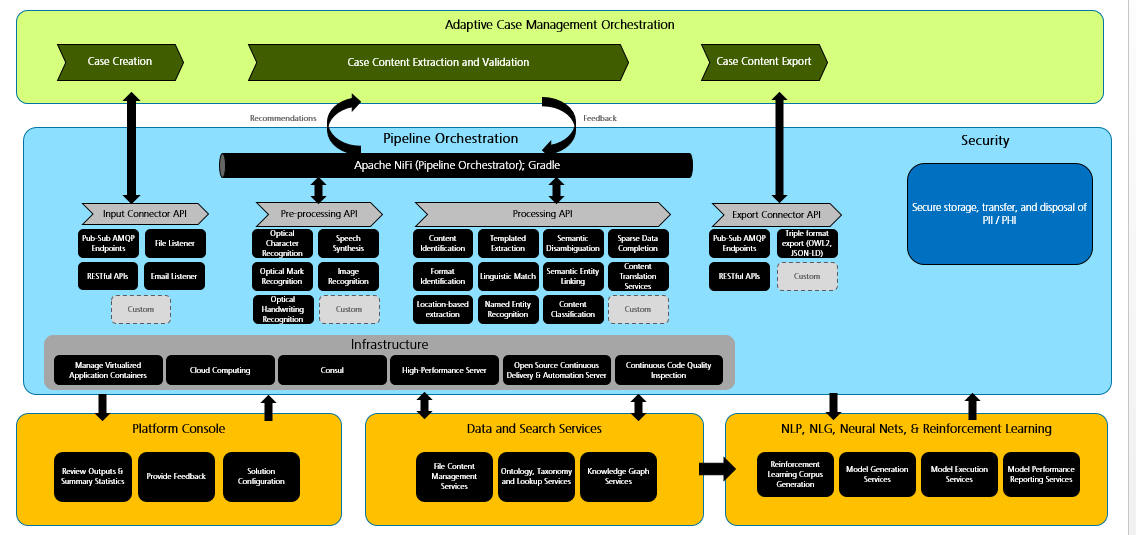 Adaptive Case Management Orchestration
Case Creation
Case Content Extraction and Validation
Case Content Export
Recommendations
Feedback
Pipeline Orchestration
Security
Apache NiFi (Pipeline Orchestrator); Gradle
Secure storage, transfer, and disposal of
PII / PHI
Input Connector API
Pub-Sub AMQP
Endpoints
File Listener
RESTful APIs
Email Listener
Custom
Pre-processing API
Optical
Character
Recognition
Speech
Synthesis
Optical Mark
Recognition
Image
Recognition
Optical
Handwriting
Recognition
Custom
Processing API
Content
Identification
Templated
Extraction
Semantic
Disambiguation
Sparse Data
Completion
Format
Identification
Linguistic Match
Semantic Entity
Linking
Content
Translation
Services
Location-based
extraction
Named Entity
Recognition
Content
Classification
Custom
Export Connector API
Pub-Sub AMQP
Endpoints
Triple format
export (OWL2,
JSON-LD)
RESTful APIs
Custom
Infrastructure
Manage Virtualized
Application Containers
Cloud Computing
Consul
High-Performance Server
Open Source Continuous
Delivery & Automation Server
Continuous Code Quality
Inspection
Platform Console
Review Outputs &
Summary Statistics
Provide Feedback
Solution
Configuration
Data and Search Services
File Content
Management
Services
Ontology, Taxonomy
and Lookup Services
Knowledge Graph
Services
NLP, NLG, Neural Nets, & Reinforcement Learning
Reinforcement
Learning Corpus
Generation
Model Generation
Services
Model Execution
Services
Model Performance
Reporting Services